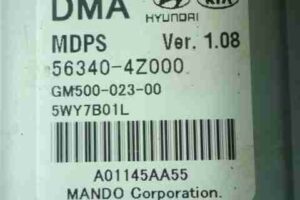 DMA HYUNDAI KIA
MDPS Ver. 1.08
56340-4Z000
GM500-023-00
5WY7B01L
A01145AA55
MANDO Corporation.